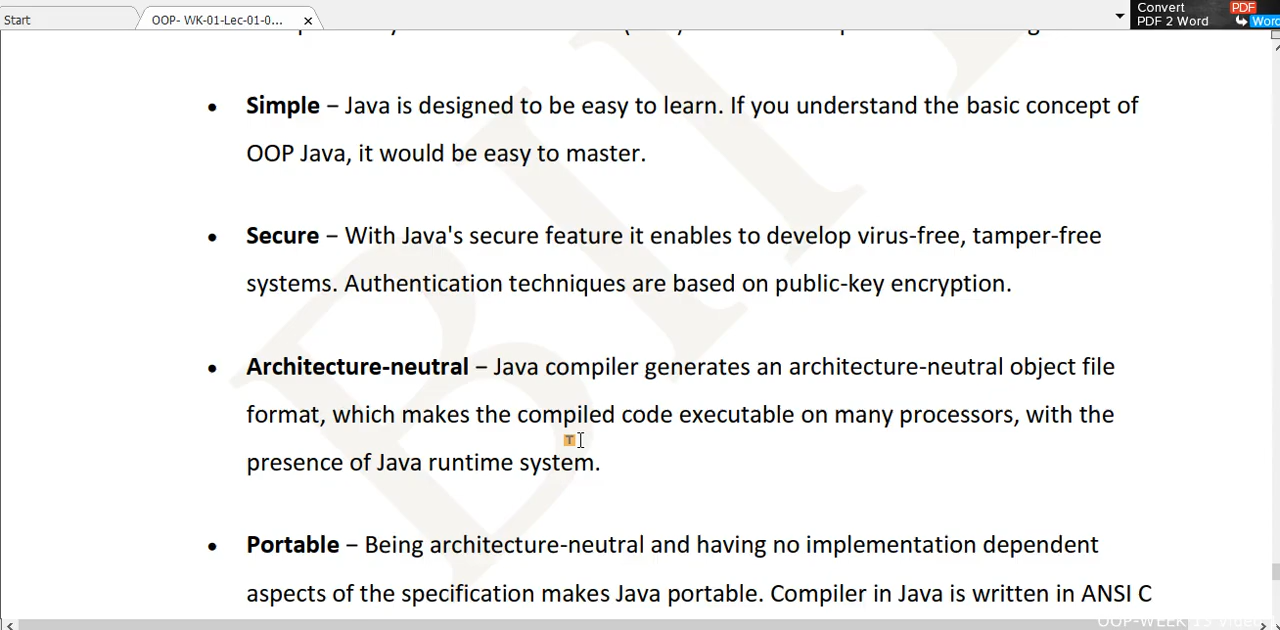 Start
OOP- WK-01-Lec-01-0...
Convert
PDF 2 Word
PDF
Word
• Simple – Java is designed to be easy to learn. If you understand the basic concept of
OOP Java, it would be easy to master.
• Secure – With Java's secure feature it enables to develop virus-free, tamper-free
systems. Authentication techniques are based on public-key encryption.
• Architecture-neutral – Java compiler generates an architecture-neutral object file
format, which makes the compiled code executable on many processors, with the
T
presence of Java runtime system.
• Portable – Being architecture-neutral and having no implementation dependent
aspects of the specification makes Java portable. Compiler in Java is written in ANSI C
OOP-WEEK 15 Video